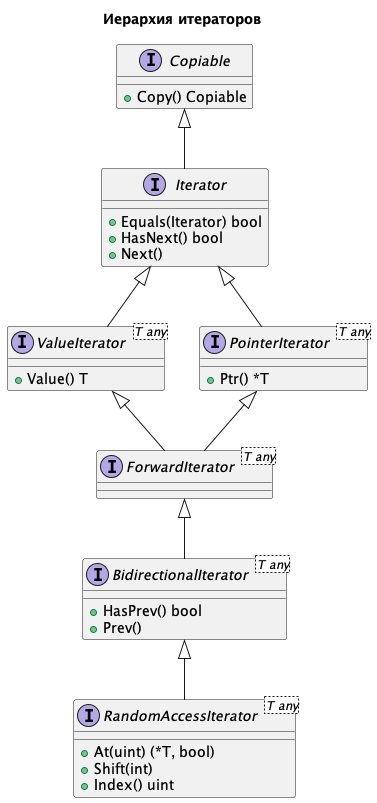 Иерархия итераторов
I Copiable
Copy() Copiable
I Iterator
Equals(Iterator) bool
HasNext() bool
Next()
I ValueIterator T any
Value() T
I PointerIterator T any
Ptr() *T
I ForwardIterator T any
I BidirectionalIterator T any
HasPrev() bool
Prev()
I RandomAccessIterator T any
At(uint) (*T, bool)
Shift(int)
Index() uint